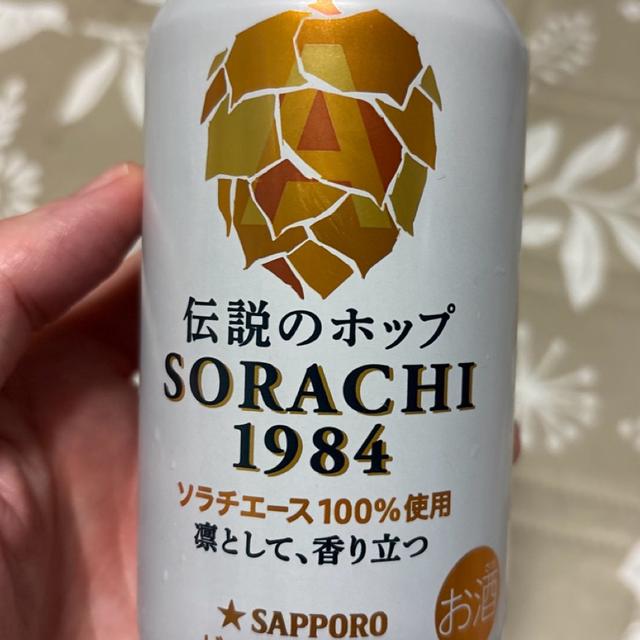 伝説のホップ
SORACHI
1984
ソラチエース100%使用
凛として、香り立つ
★SAPPORO
お酒